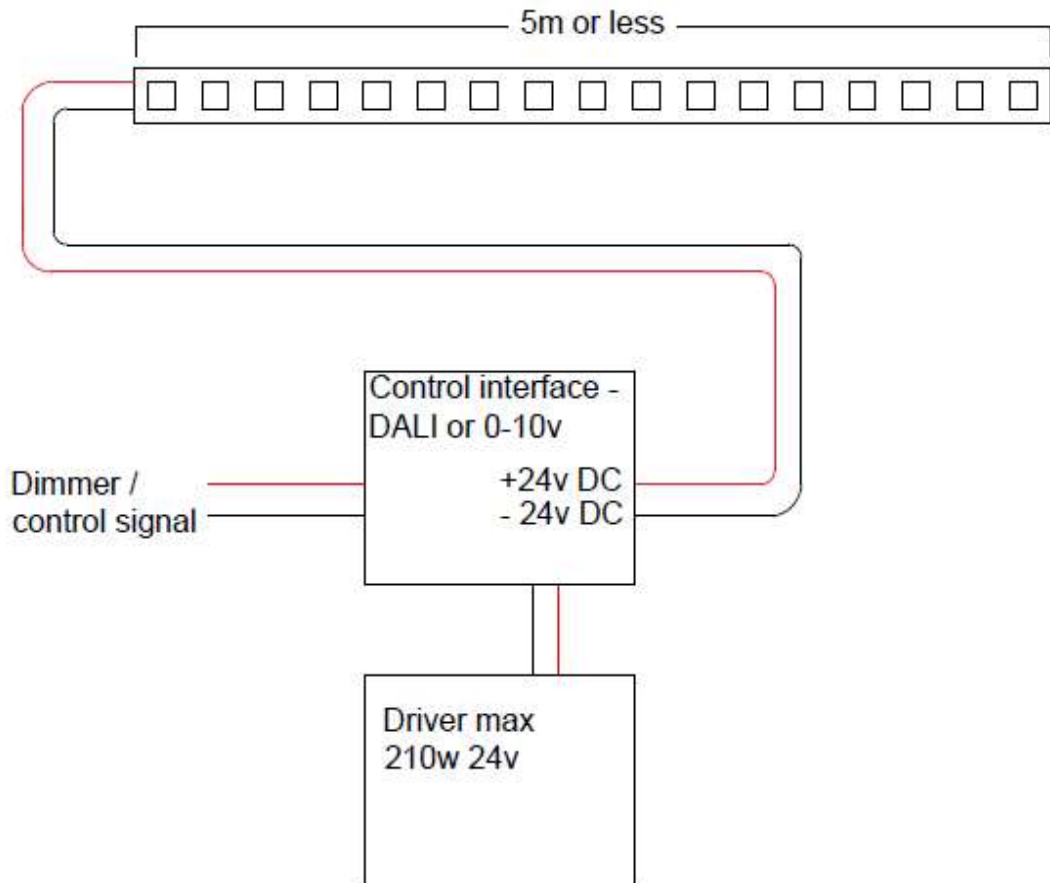 5m or less
Control interface -
DALI or 0-10v
+24v DC
- 24v DC
Dimmer /
control signal
Driver max
210w 24v